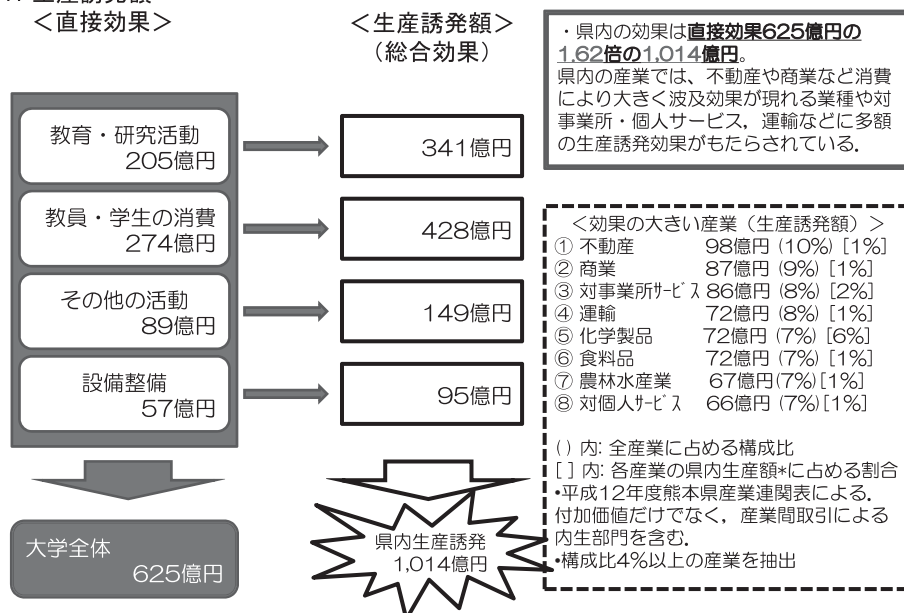 ＜直接効果＞
＜生産誘発額＞
（総合効果）
教育・研究活動
205億円
341億円
教員・学生の消費
274億円
428億円
その他の活動
89億円
149億円
設備整備
57億円
95億円
大学全体
625億円
県内生産誘発
1,014億円
・県内の効果は直接効果625億円の
1.62倍の1,014億円。
県内の産業では、不動産や商業など消費
により大きく波及効果が現れる業種や対
事業所・個人サービス，運輸などに多額
の生産誘発効果がもたらされている．
＜効果の大きい産業（生産誘発額）＞
① 不動産 98億円 (10%) [1%]
② 商業 87億円 (9%) [1%]
③ 対事業所ｻｰﾋﾞｽ 86億円 (8%) [2%]
④ 運輸 72億円 (8%) [1%]
⑤ 化学製品 72億円 (7%) [6%]
⑥ 食料品 72億円 (7%) [1%]
⑦ 農林水産業 67億円(7%)[1%]
⑧ 対個人ｻｰﾋﾞｽ 66億円 (7%)[1%]
( ) 内: 全産業に占める構成比
[ ] 内: 各産業の県内生産額*に占める割合
•平成12年度熊本県産業連関表による．
付加価値だけでなく，産業間取引による
内生部門を含む．
•構成比4%以上の産業を抽出